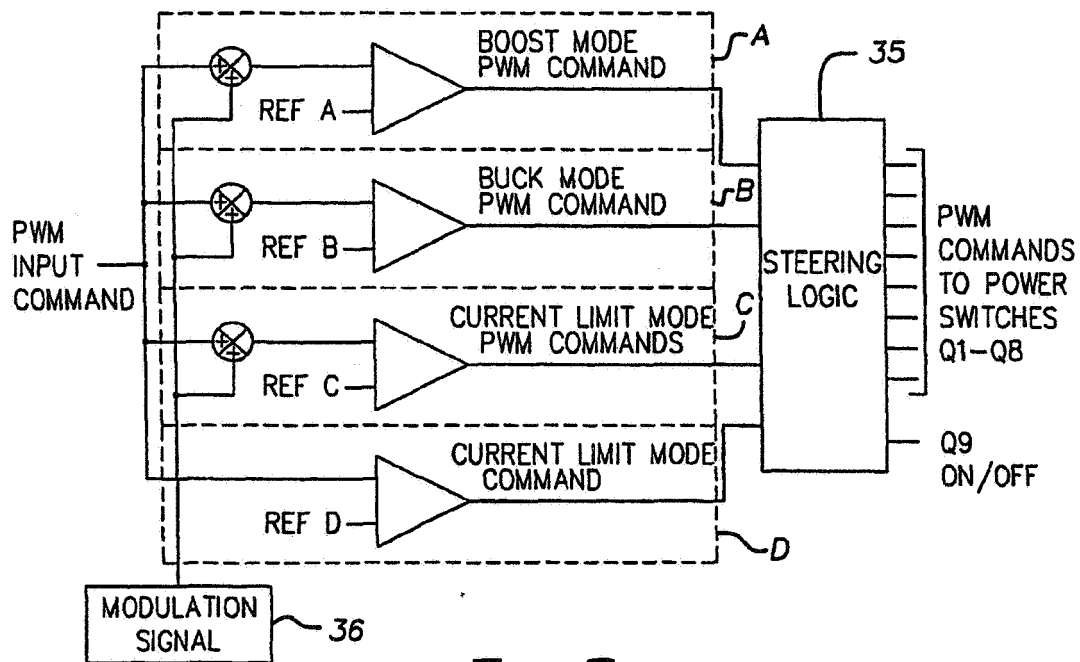 BOOST MODE
PWM COMMAND
A
REF A
35
BUCK MODE
PWM COMMAND
B
REF B
PWM
INPUT
COMMAND
STEERING
LOGIC
PWM
COMMANDS
TO POWER
SWITCHES
Q1-Q8
CURRENT LIMIT MODE
PWM COMMANDS
C
REF C
CURRENT LIMIT MODE
COMMAND
REF D
D
Q9
ON/OFF
MODULATION
SIGNAL
36